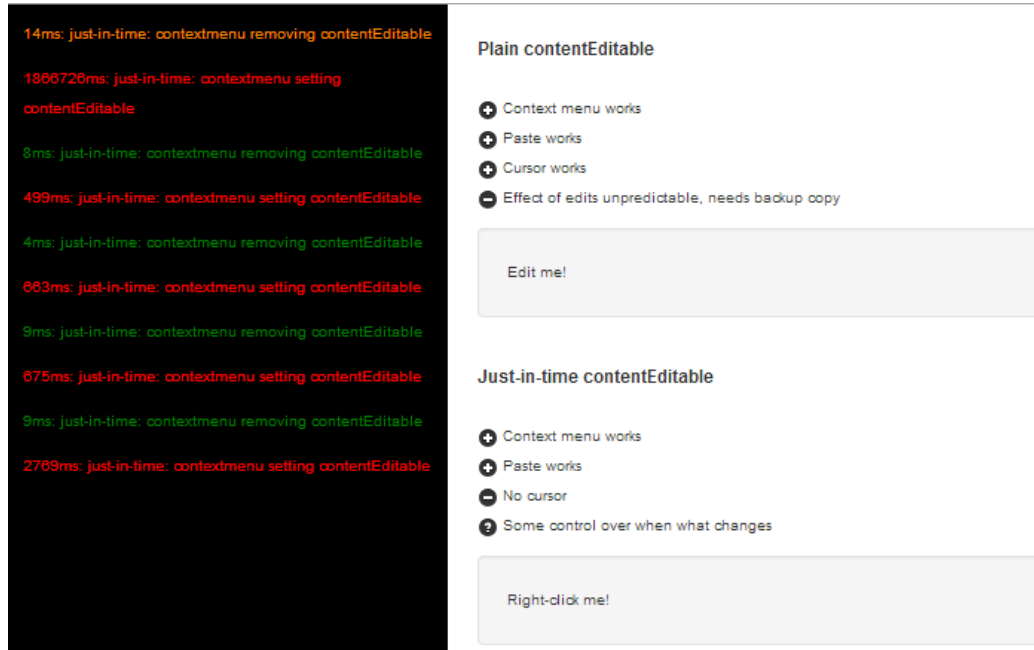 14ms: just-in-time: contextmenu removing contentEditable
1866726ms: just-in-time: contextmenu setting
contentEditable
8ms: just-in-time: contextmenu removing contentEditable
499ms: just-in-time: contextmenu setting contentEditable
4ms: just-in-time: contextmenu removing contentEditable
663ms: just-in-time: contextmenu setting contentEditable
9ms: just-in-time: contextmenu removing contentEditable
675ms: just-in-time: contextmenu setting contentEditable
9ms: just-in-time: contextmenu removing contentEditable
2769ms: just-in-time: contextmenu setting contentEditable
Plain contentEditable
Context menu works
Paste works
Cursor works
Effect of edits unpredictable, needs backup copy
Edit me!
Just-in-time contentEditable
Context menu works
Paste works
No cursor
Some control over when what changes
Right-click me!